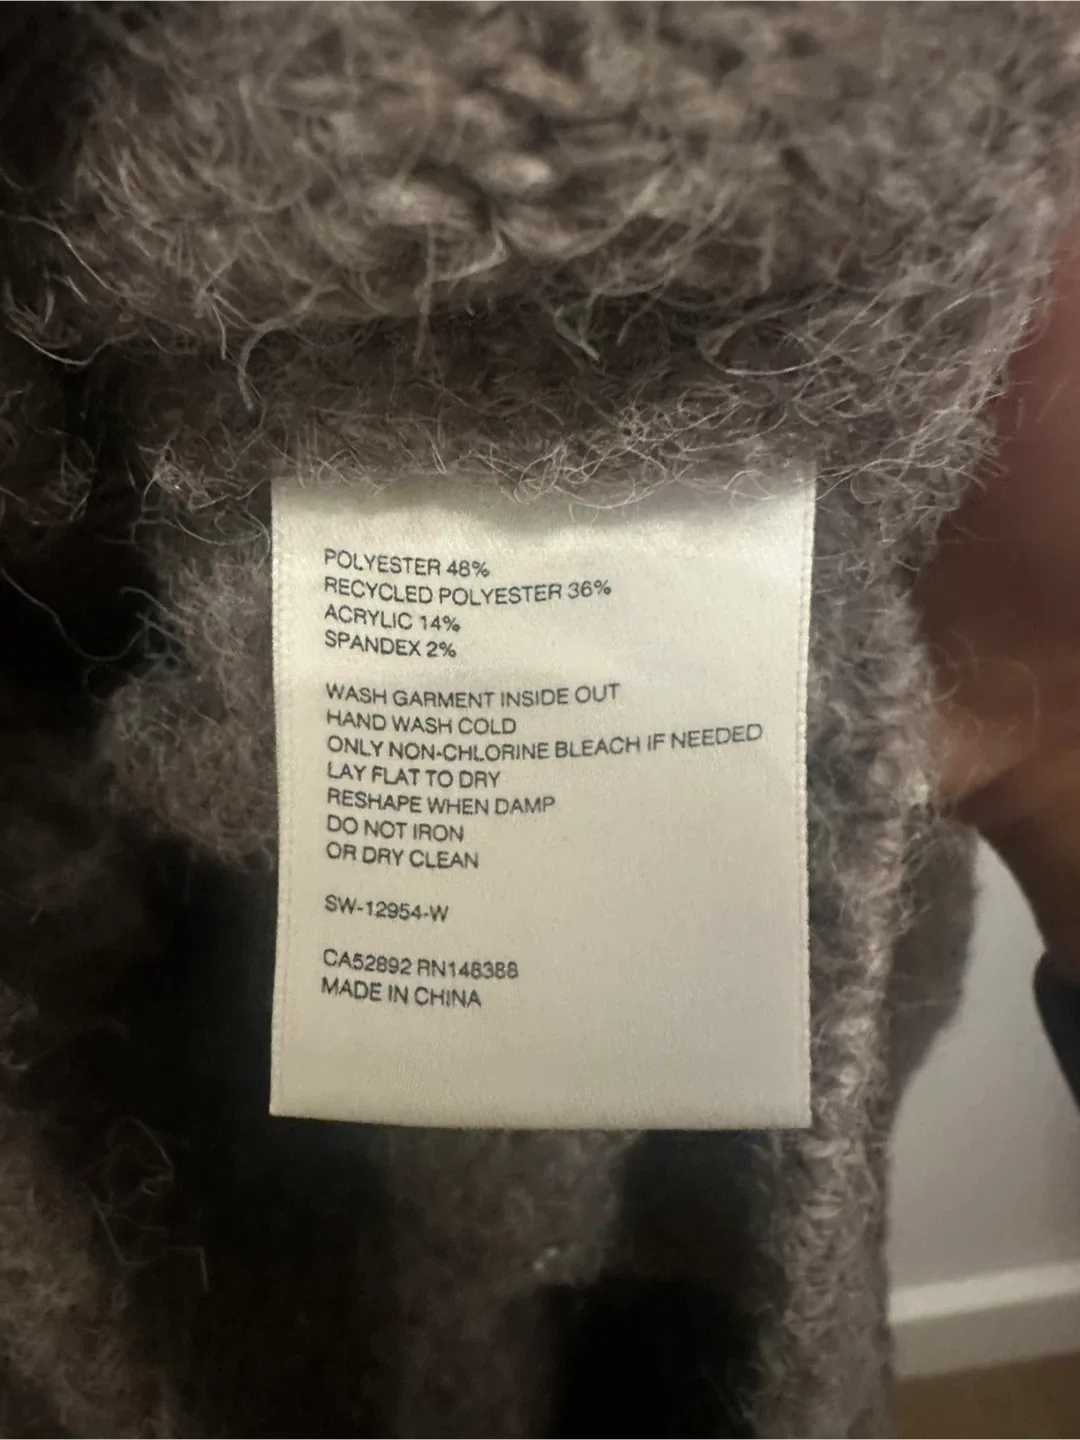 POLYESTER 48%
RECYCLED POLYESTER 36%
ACRYLIC 14%
SPANDEX 2%
WASH GARMENT INSIDE OUT
HAND WASH COLD
ONLY NON-CHLORINE BLEACH IF NEEDED
LAY FLAT TO DRY
RESHAPE WHEN DAMP
DO NOT IRON
OR DRY CLEAN
SW-12954-W
CA52892 RN148388
MADE IN CHINA